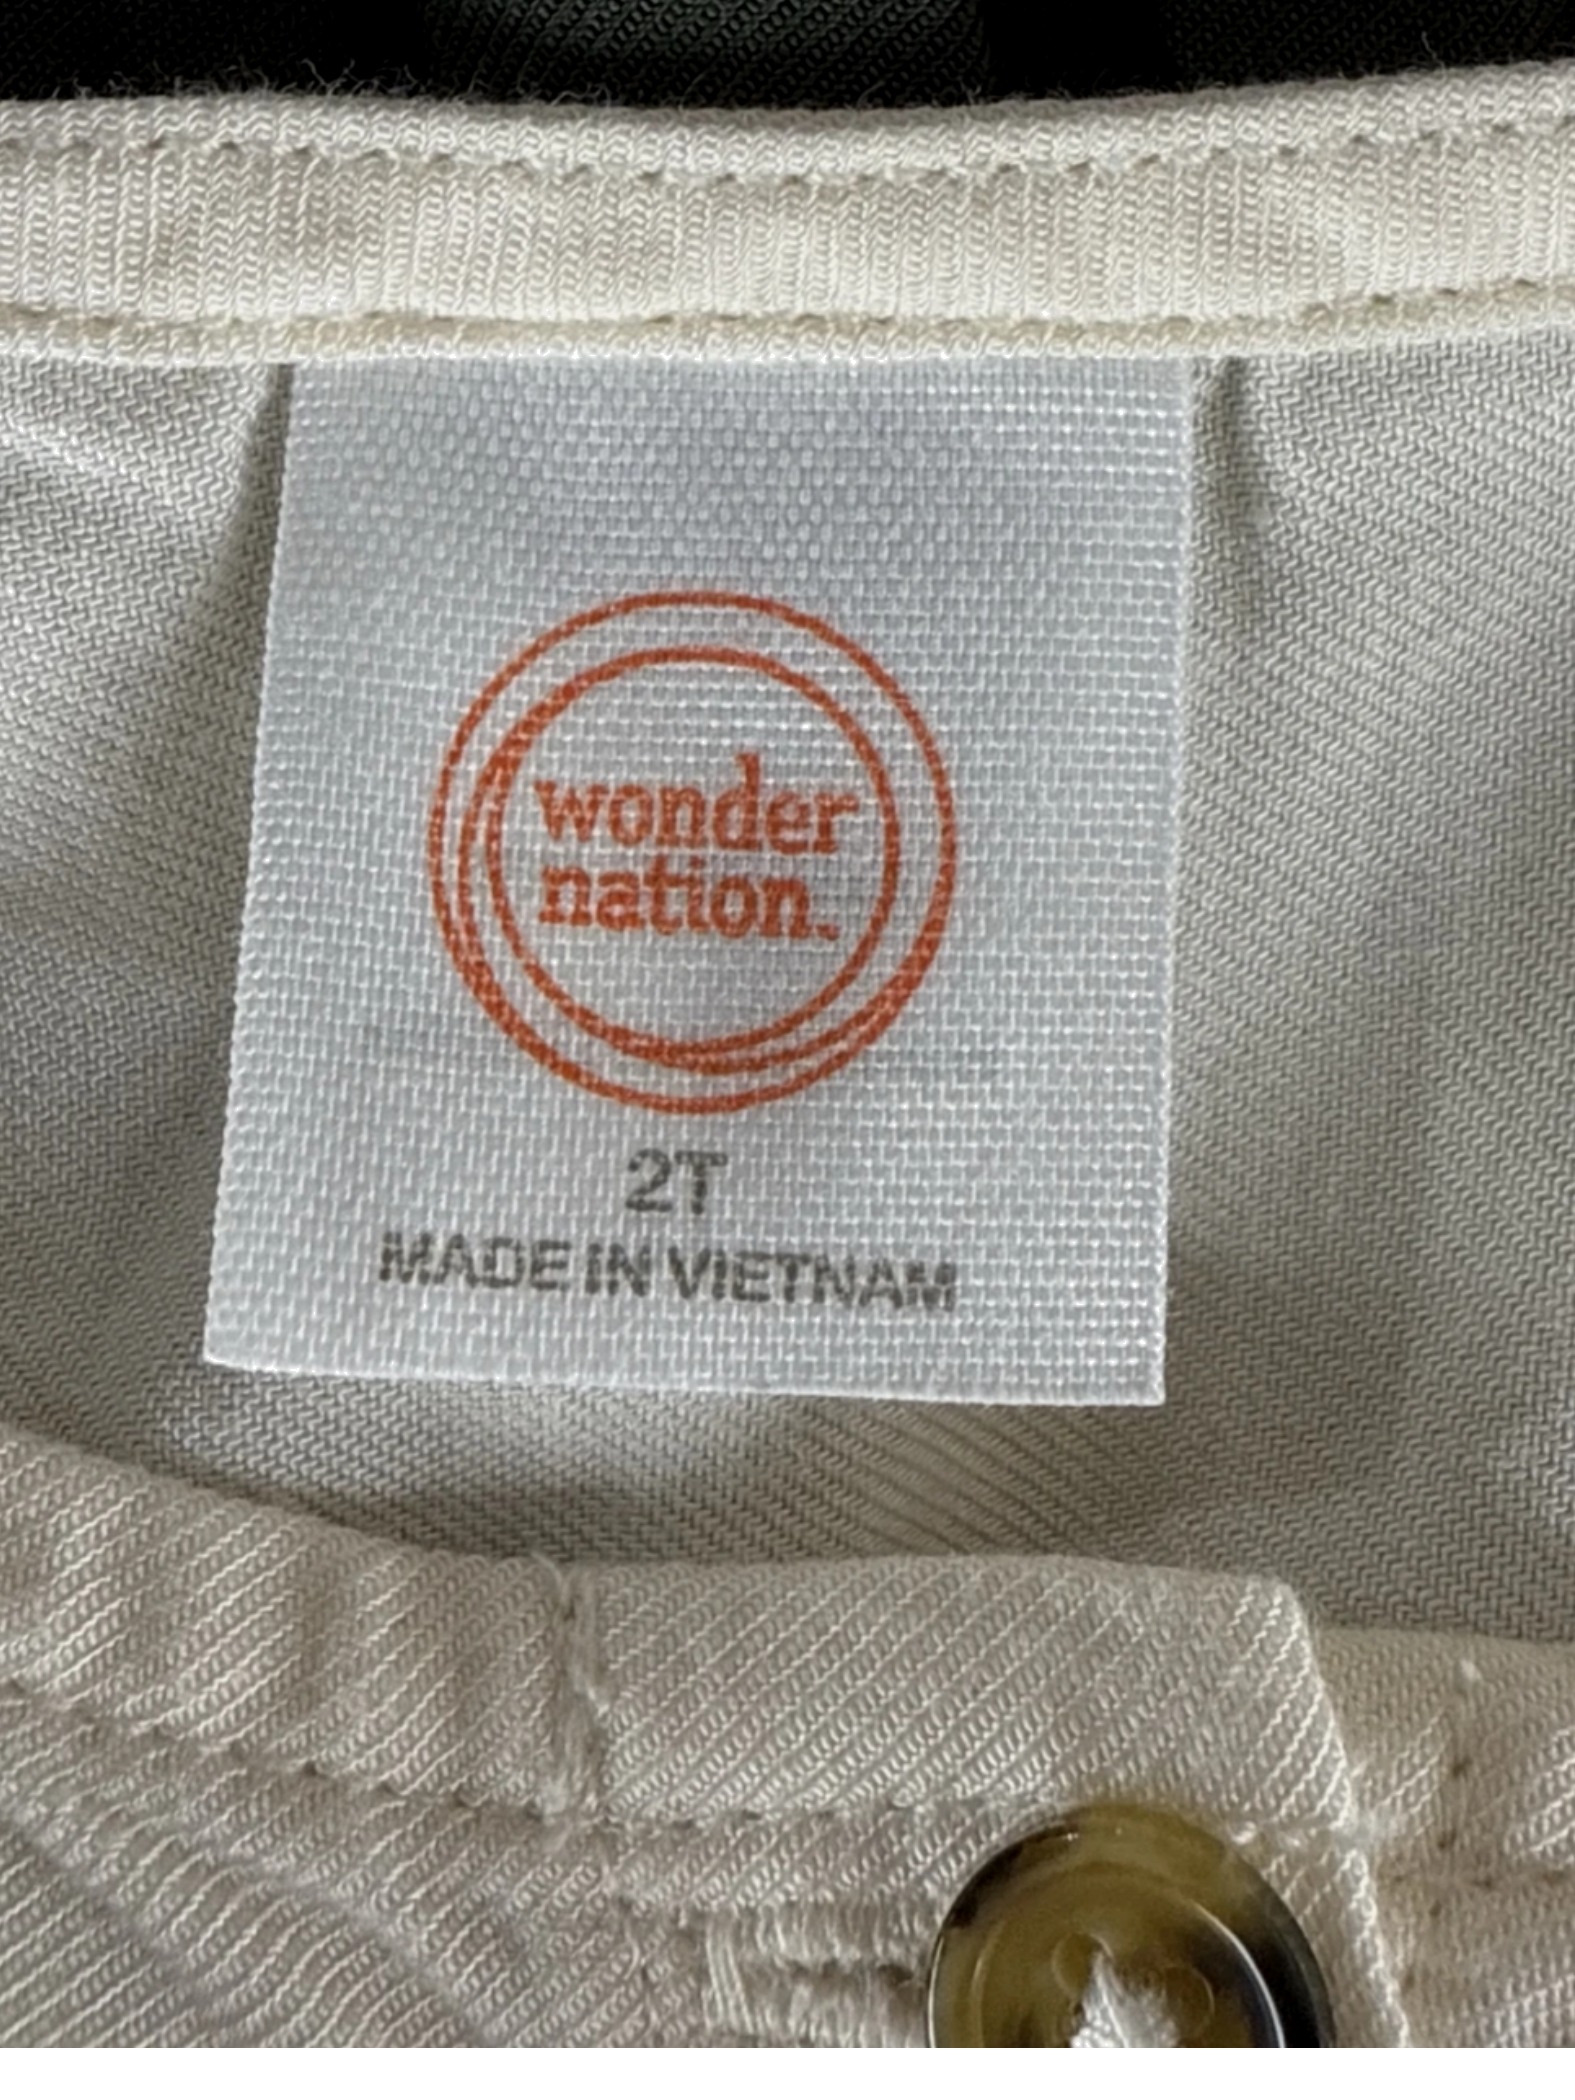 wonder
nation.
2T
MADE IN VIETNAM